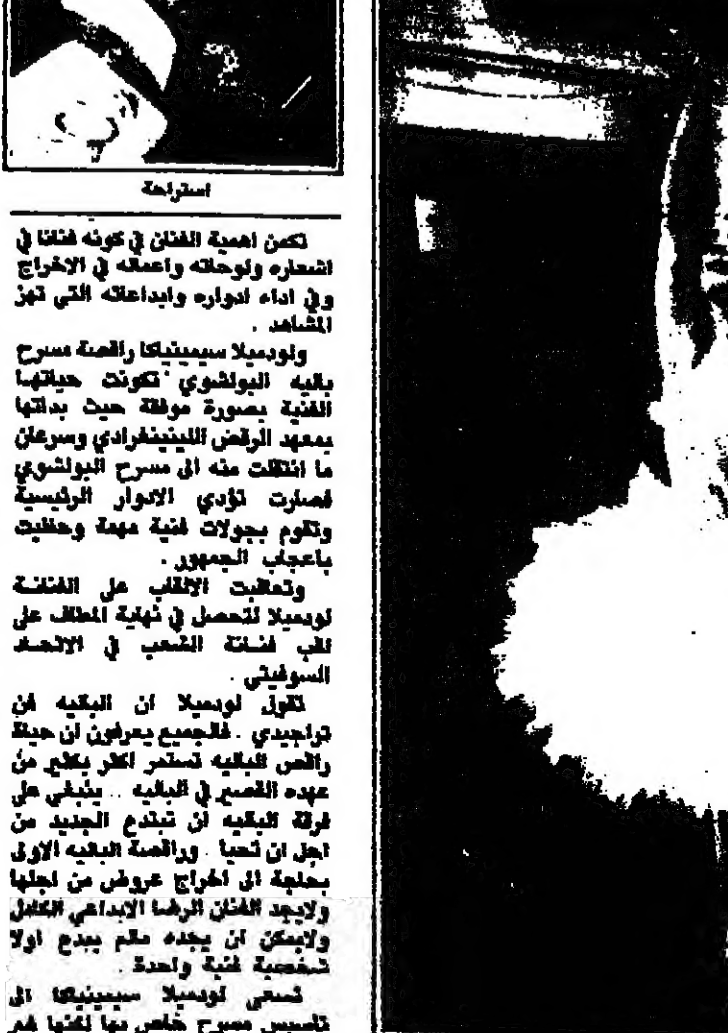 استراحة
تكمن اهمية الفنان في كونه فنانا في
اشعاره ولوحاته واعماله في الاخراج
وفي اداء ادواره وابداعاته التي تهز
المشاهد .
ولودميلا سيمينياكا راقصة مسرح
باليه البولشوي تكونت حياتها
الفنية بصورة موفقة حيث بداتها
بمعهد الرقص اللينينغرادي وسرعان
ما انتقلت منه الى مسرح البولشوي
فصارت تؤدي الادوار الرئيسية
وتقوم بجولات فنية مهمة وحظيت
باعجاب الجمهور .
وتعاقبت الالقاب على الفنانة
لودميلا لتحصل في نهاية المطاف على
لقب فنانة الشعب في الاتحاد
السوفيتي .
تقول لودميلا ان الباليه فن
تراجيدي . فالجميع يعرفون ان حياة
راقص الباليه تستمر اكثر بكثير من
عهده القصير في الباليه .. ينبغي على
فرقة الباليه ان تبتدع الجديد من
اجل ان تحيا . وراقصة الباليه الاولى
بحاجة الى اخراج عروض من اجلها
ولايجد الفنان الرضا الابداعي الكامل
ولايمكن ان يجده مالم يبدع اولا
شخصية فنية واحدة .
تسعى لودميلا سيمينياكا الى
تاسيس مسرح خاص بها لكنها لم